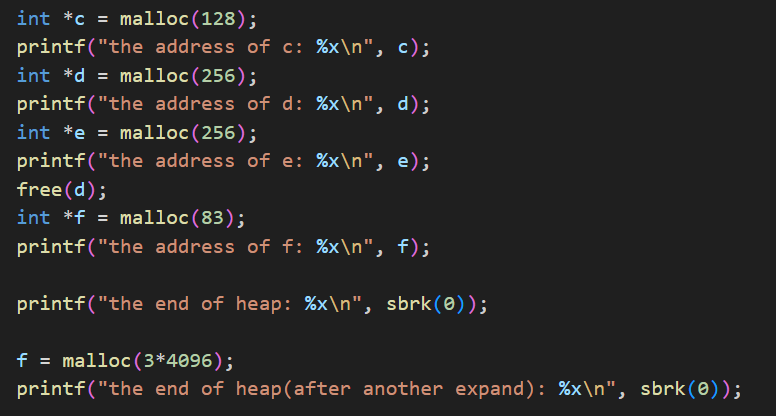 int *c = malloc(128);
printf("the address of c: %x\n", c);
int *d = malloc(256);
printf("the address of d: %x\n", d);
int *e = malloc(256);
printf("the address of e: %x\n", e);
free(d);
int *f = malloc(83);
printf("the address of f: %x\n", f);
printf("the end of heap: %x\n", sbrk(0));
f = malloc(3*4096);
printf("the end of heap(after another expand): %x\n", sbrk(0));